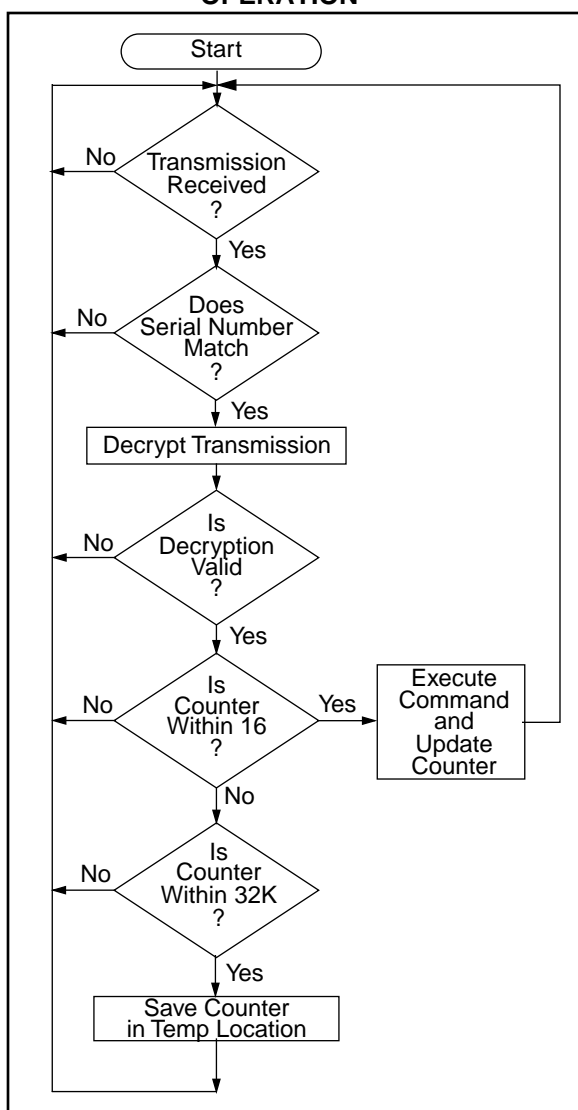 OPERATION
Start
No
Transmission
Received
?
Yes
No
Does
Serial Number
Match
?
Yes
Decrypt Transmission
No
Is
Decryption
Valid
?
Yes
No
Is
Counter
Within 16
?
Yes
Execute
Command
and
Update
Counter
No
No
Is
Counter
Within 32K
?
Yes
Save Counter
in Temp Location